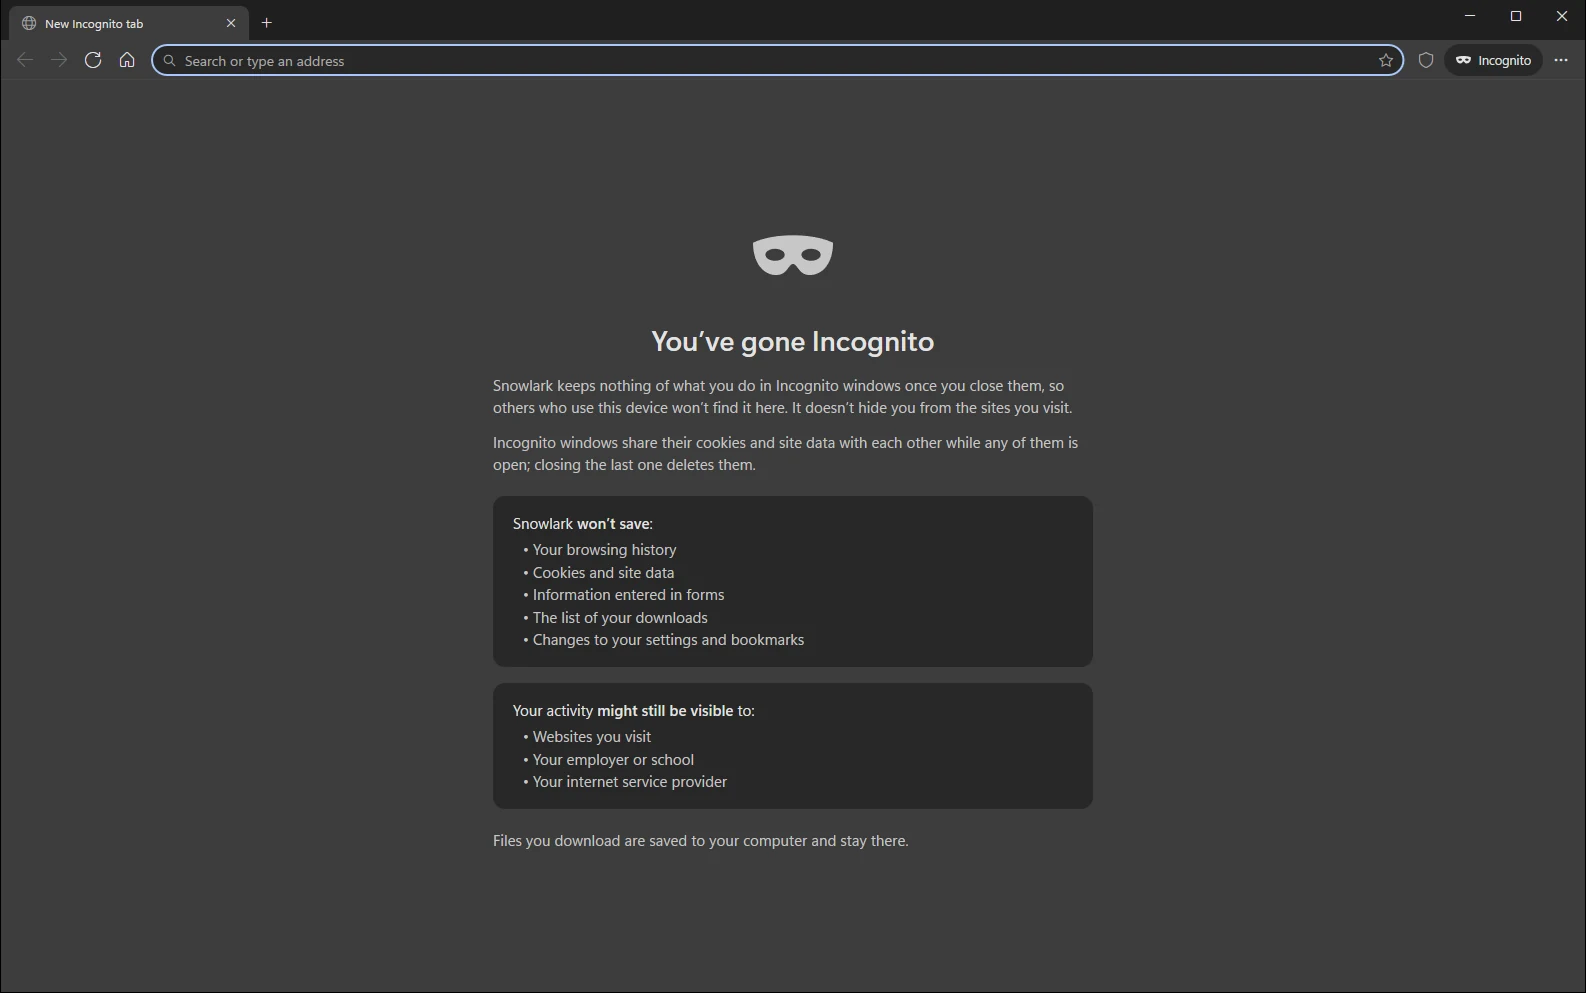 New Incognito tab
Search or type an address
Incognito
You’ve gone Incognito
Snowlark keeps nothing of what you do in Incognito windows once you close them, so
others who use this device won’t find it here. It doesn’t hide you from the sites you visit.
Incognito windows share their cookies and site data with each other while any of them is
open; closing the last one deletes them.
Snowlark won’t save:
• Your browsing history
• Cookies and site data
• Information entered in forms
• The list of your downloads
• Changes to your settings and bookmarks
Your activity might still be visible to:
• Websites you visit
• Your employer or school
• Your internet service provider
Files you download are saved to your computer and stay there.